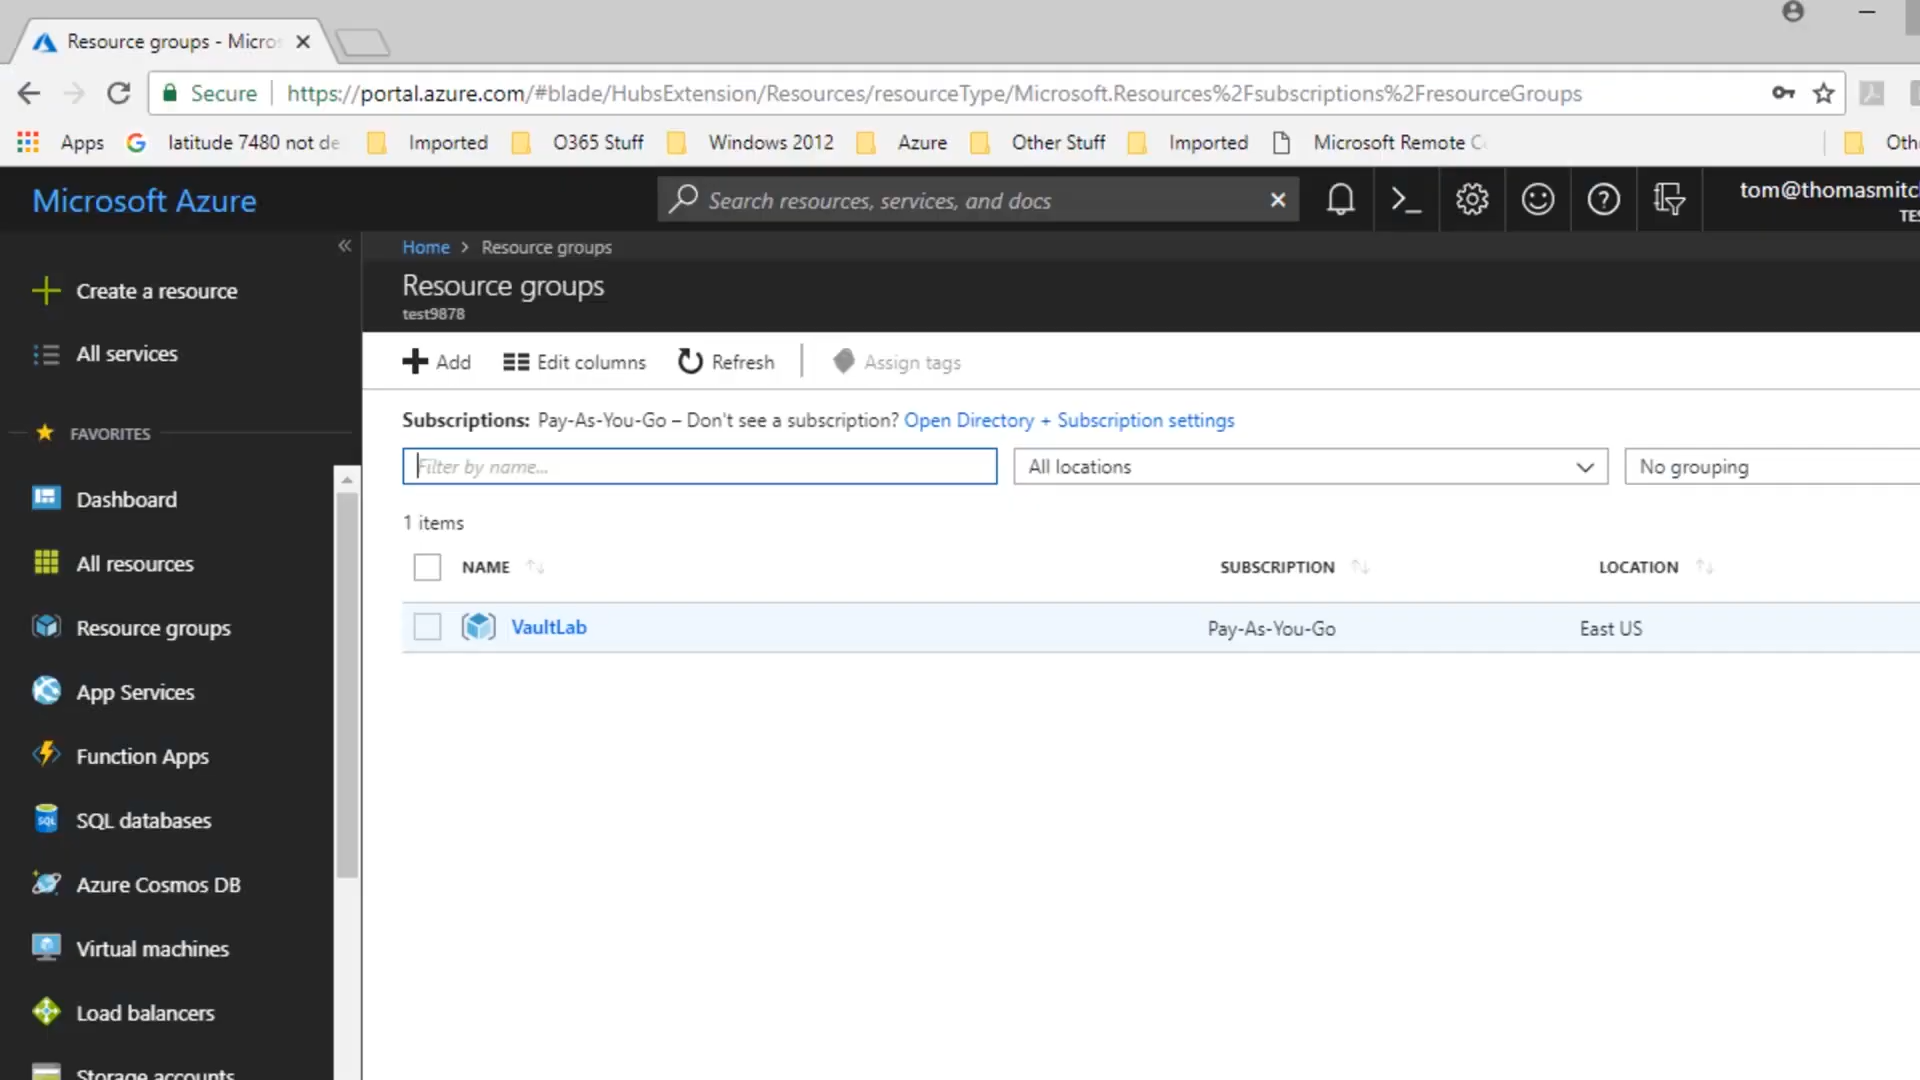 Resource groups - Micros
Secure
https://portal.azure.com/#blade/HubsExtension/Resources/resourceType/Microsoft.Resources%2Fsubscriptions%2FresourceGroups
Apps
latitude 7480 not de
Imported
O365 Stuff
Windows 2012
Azure
Other Stuff
Imported
Microsoft Remote C
Oth
Microsoft Azure
Search resources, services, and docs
tom@thomasmitc
TES
Create a resource
All services
FAVORITES
Dashboard
All resources
Resource groups
App Services
Function Apps
SQL databases
Azure Cosmos DB
Virtual machines
Load balancers
Storage accounts
Home > Resource groups
Resource groups
test9878
Add
Edit columns
Refresh
Assign tags
Subscriptions: Pay-As-You-Go – Don't see a subscription? Open Directory + Subscription settings
Filter by name...
All locations
No grouping
1 items
NAME
SUBSCRIPTION
LOCATION
VaultLab
Pay-As-You-Go
East US